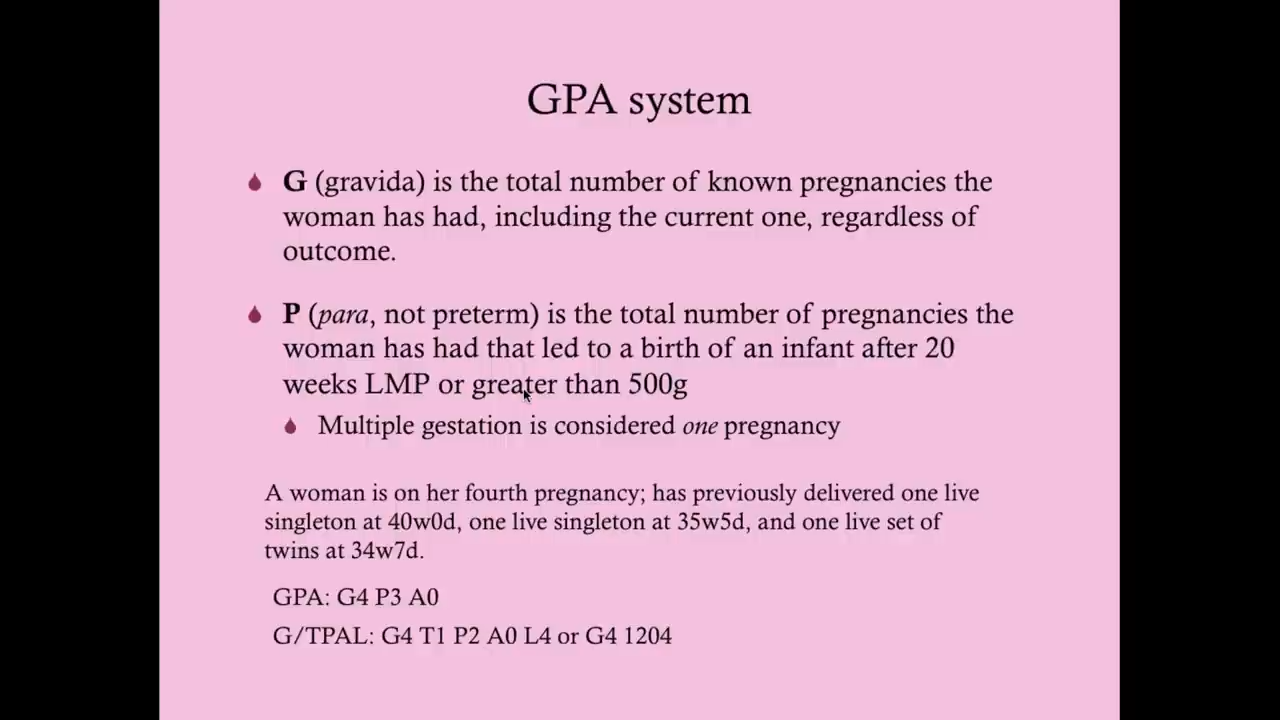 GPA system
G (gravida) is the total number of known pregnancies the
woman has had, including the current one, regardless of
outcome.
P (para, not preterm) is the total number of pregnancies the
woman has had that led to a birth of an infant after 20
weeks LMP or greater than 500g
Multiple gestation is considered one pregnancy
A woman is on her fourth pregnancy; has previously delivered one live
singleton at 40w0d, one live singleton at 35w5d, and one live set of
twins at 34w7d.
GPA: G4 P3 A0
G/TPAL: G4 T1 P2 A0 L4 or G4 1204